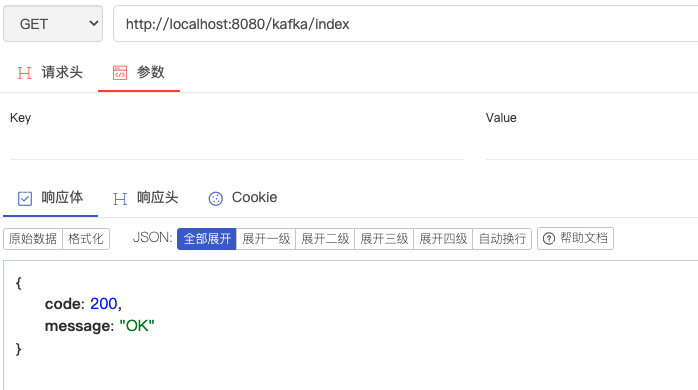 GET http://localhost:8080/kafka/index
请求头 参数
Key Value
响应体 响应头 Cookie
原始数据 格式化 JSON: 全部展开 展开一级 展开二级 展开三级 展开四级 自动换行 帮助文档
{
code: 200,
message: "OK"
}